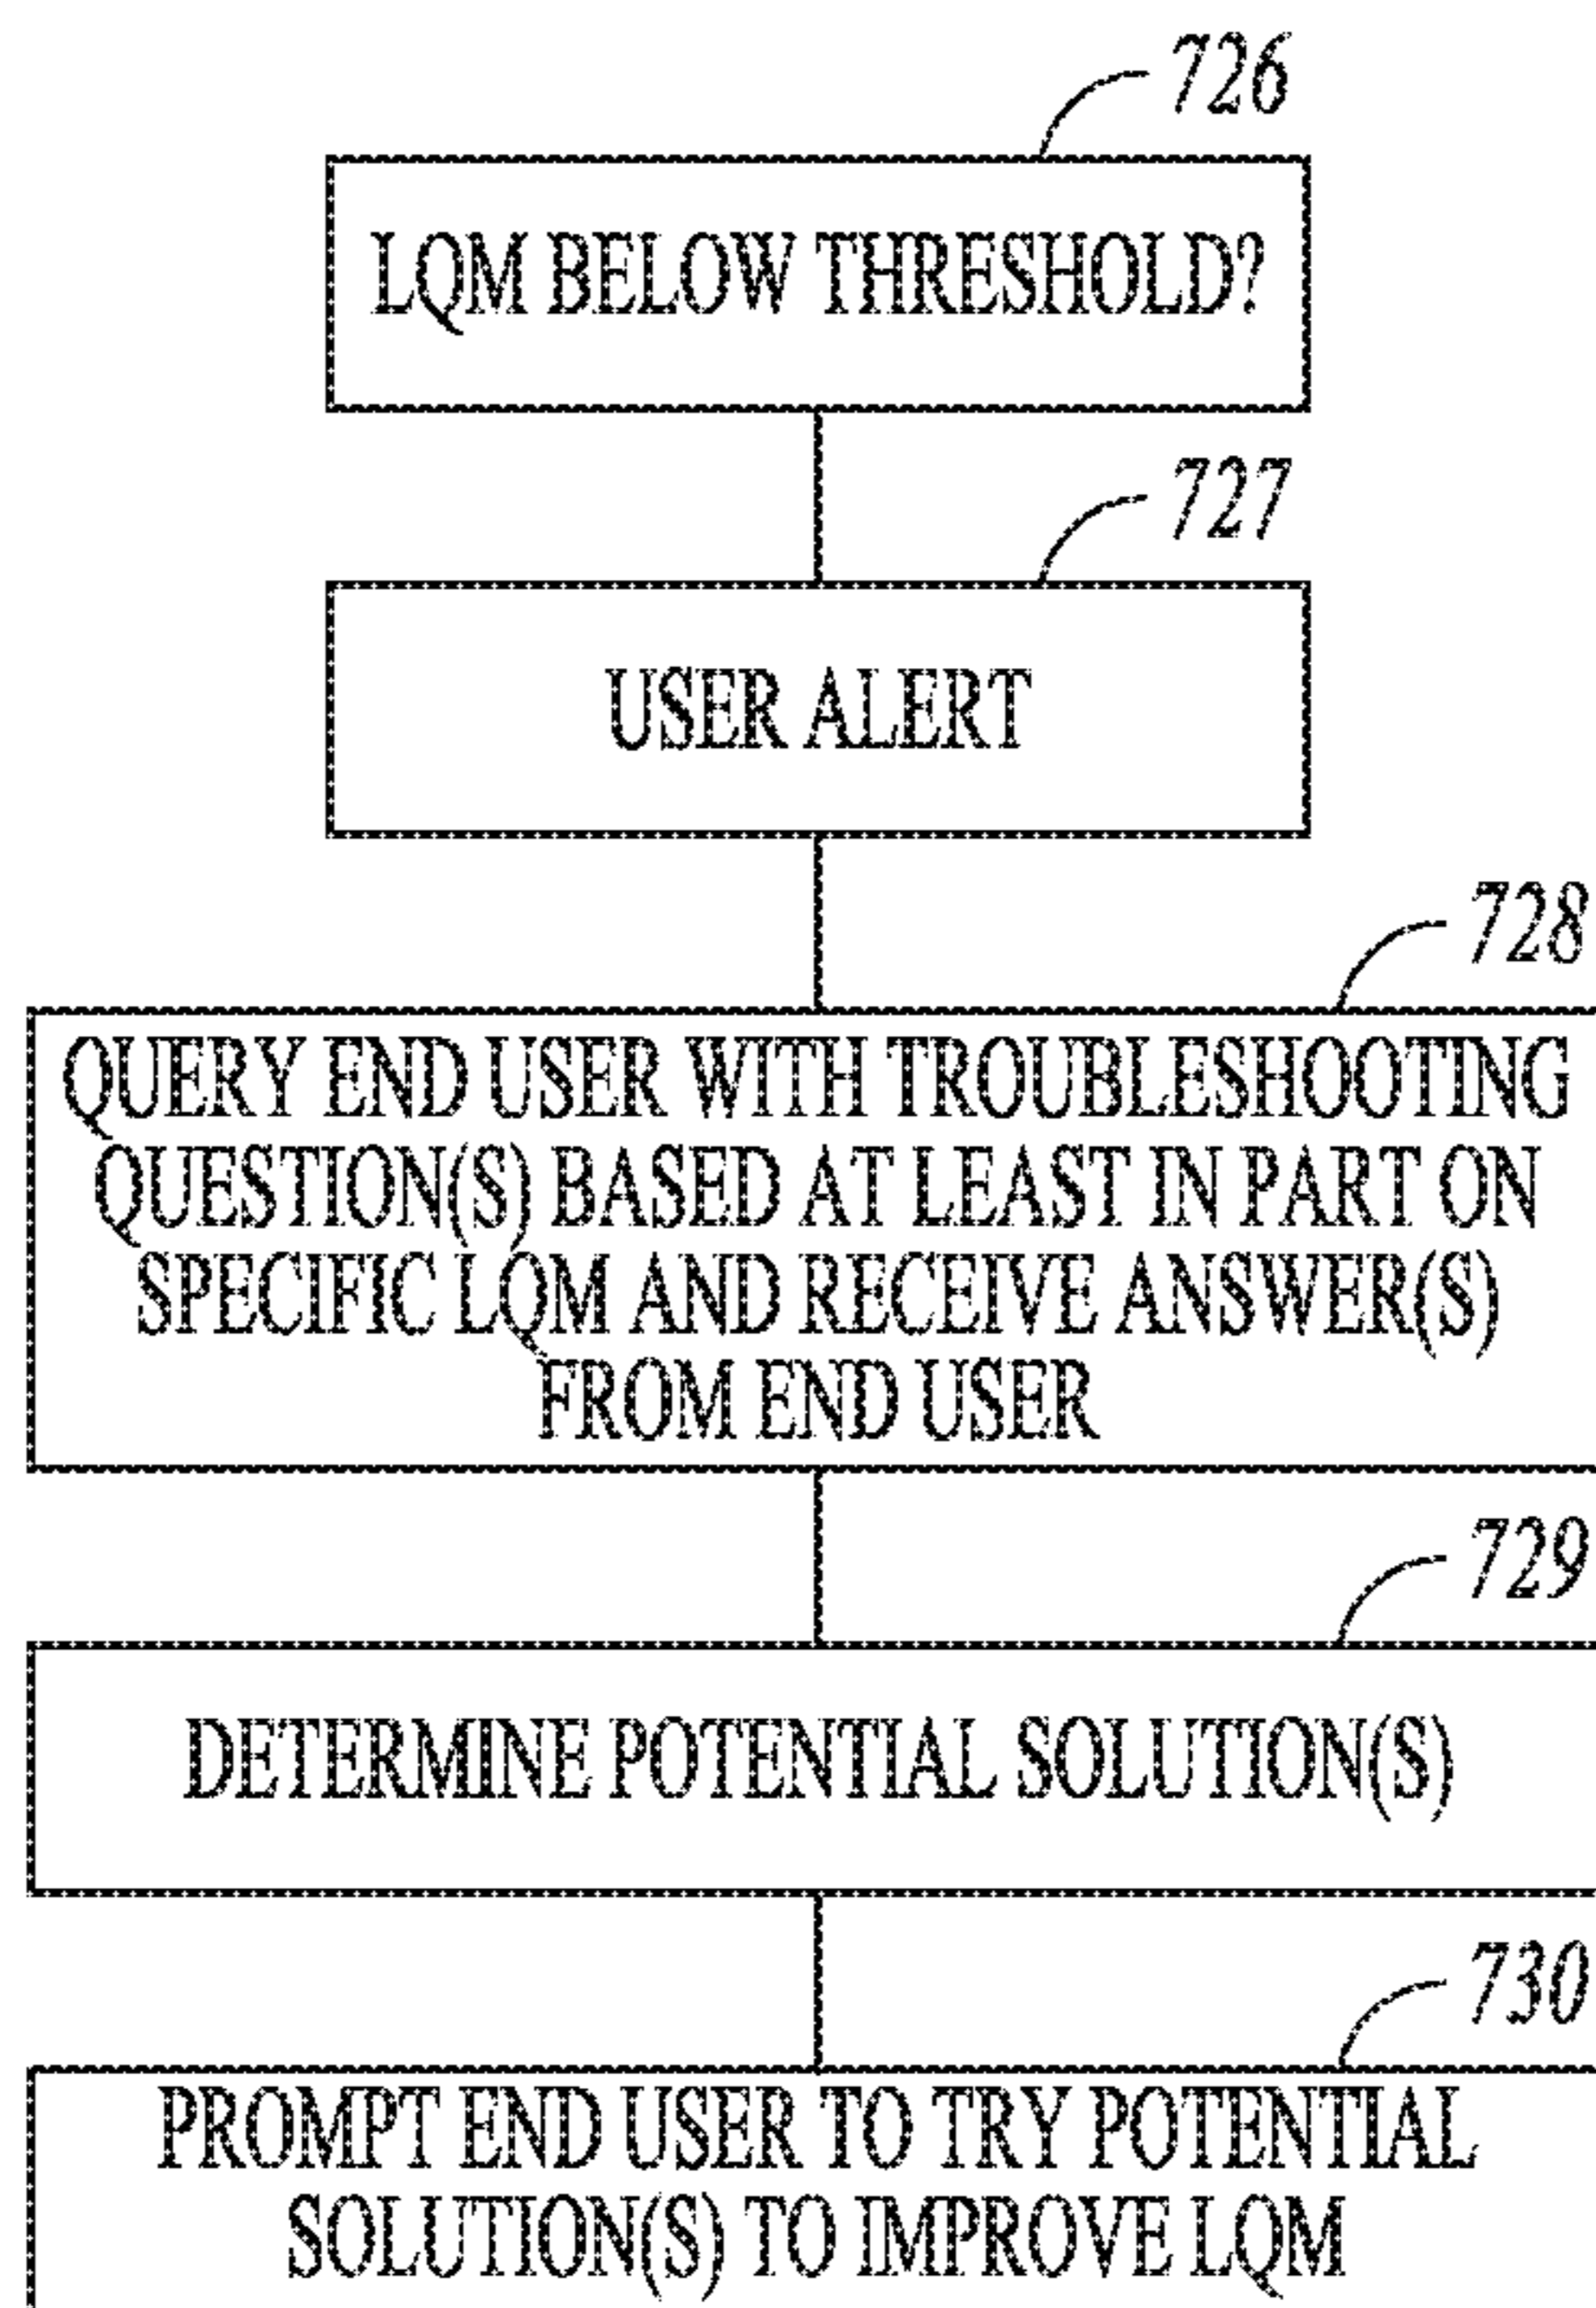 726
LQM BELOW THRESHOLD?
727
USER ALERT
728
QUERY END USER WITH TROUBLESHOOTING
QUESTION(S) BASED AT LEAST IN PART ON
SPECIFIC LQM AND RECEIVE ANSWER(S)
FROM END USER
729
DETERMINE POTENTIAL SOLUTION(S)
730
PROMPT END USER TO TRY POTENTIAL
SOLUTION(S) TO IMPROVE LQM